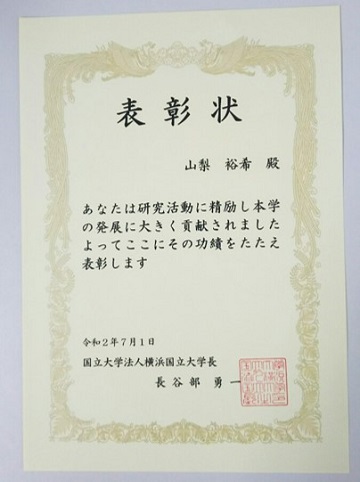 表彰状
山梨 裕希 殿
あなたは研究活動に精励し本学
の発展に大きく貢献されました
よってここにその功績をたたえ
表彰します
令和2年7月1日
国立大学法人横浜国立大学長
長谷部 勇一